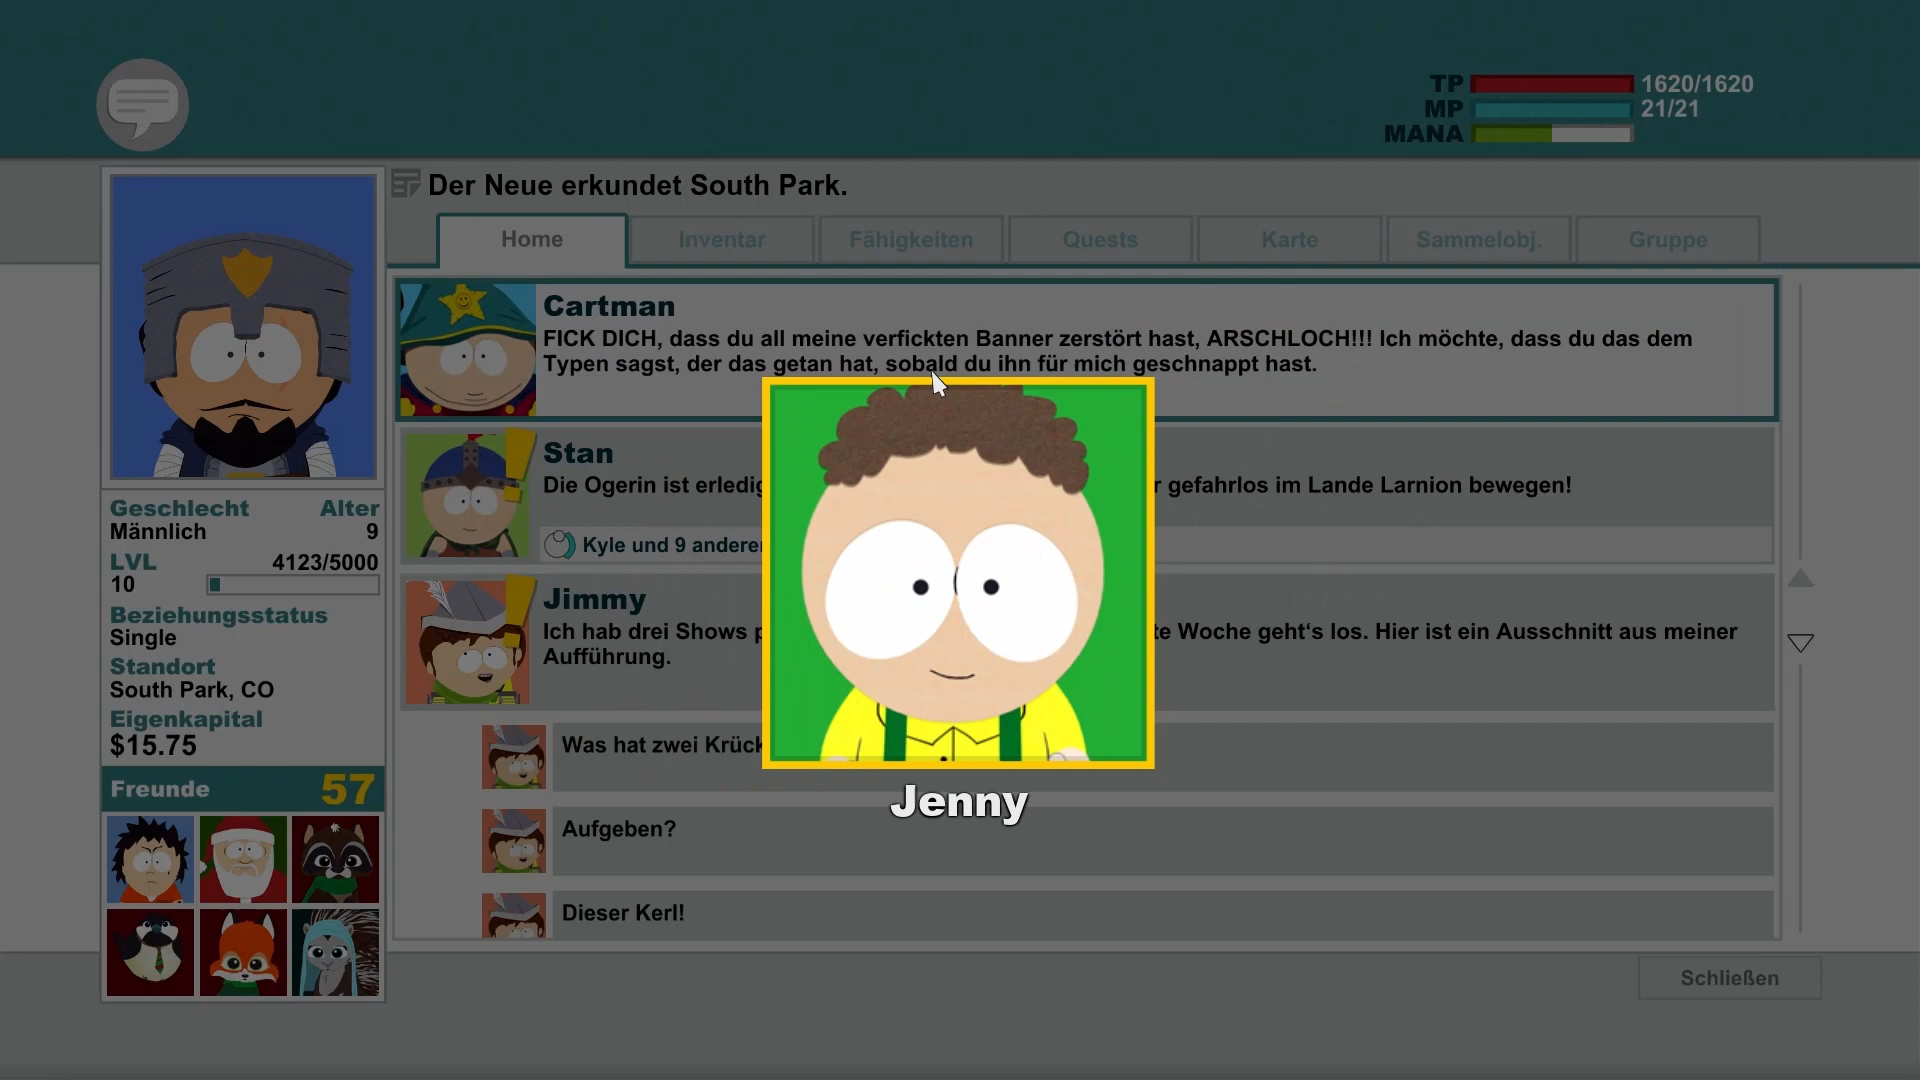 TP 1620/1620
MP 21/21
MANA
Der Neue erkundet South Park.
Home Inventar Fähigkeiten Quests Karte Sammelobj. Gruppe
Cartman
FICK DICH, dass du all meine verfickten Banner zerstört hast, ARSCHLOCH!!! Ich möchte, dass du das dem
Typen sagst, der das getan hat, sobald du ihn für mich geschnappt hast.
Stan
Die Ogerin ist gefahrlos im Lande Larnion bewegen!
Kyle und 9
Jimmy
Ich hab drei Shows Woche geht's los. Hier ist ein Ausschnitt aus meiner
Aufführung.
Was hat zwei
Aufgeben?
Dieser Kerl!
Jenny
Geschlecht Alter
Männlich 9
LVL 4123/5000
10
Beziehungsstatus
Single
Standort
South Park, CO
Eigenkapital
$15.75
Freunde 57
Schließen